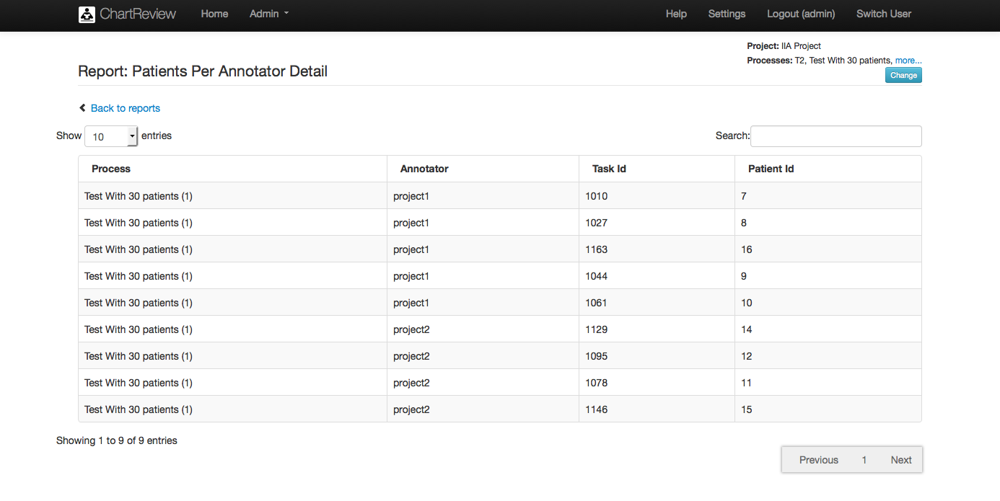 ChartReview Home Admin Help Settings Logout (admin) Switch User
Project: IIA Project
Processes: T2, Test With 30 patients, more...
Change
Report: Patients Per Annotator Detail
Back to reports
Show 10 entries Search:
Process Annotator Task Id Patient Id
Test With 30 patients (1) project1 1010 7
Test With 30 patients (1) project1 1027 8
Test With 30 patients (1) project1 1163 16
Test With 30 patients (1) project1 1044 9
Test With 30 patients (1) project1 1061 10
Test With 30 patients (1) project2 1129 14
Test With 30 patients (1) project2 1095 12
Test With 30 patients (1) project2 1078 11
Test With 30 patients (1) project2 1146 15
Showing 1 to 9 of 9 entries
Previous 1 Next